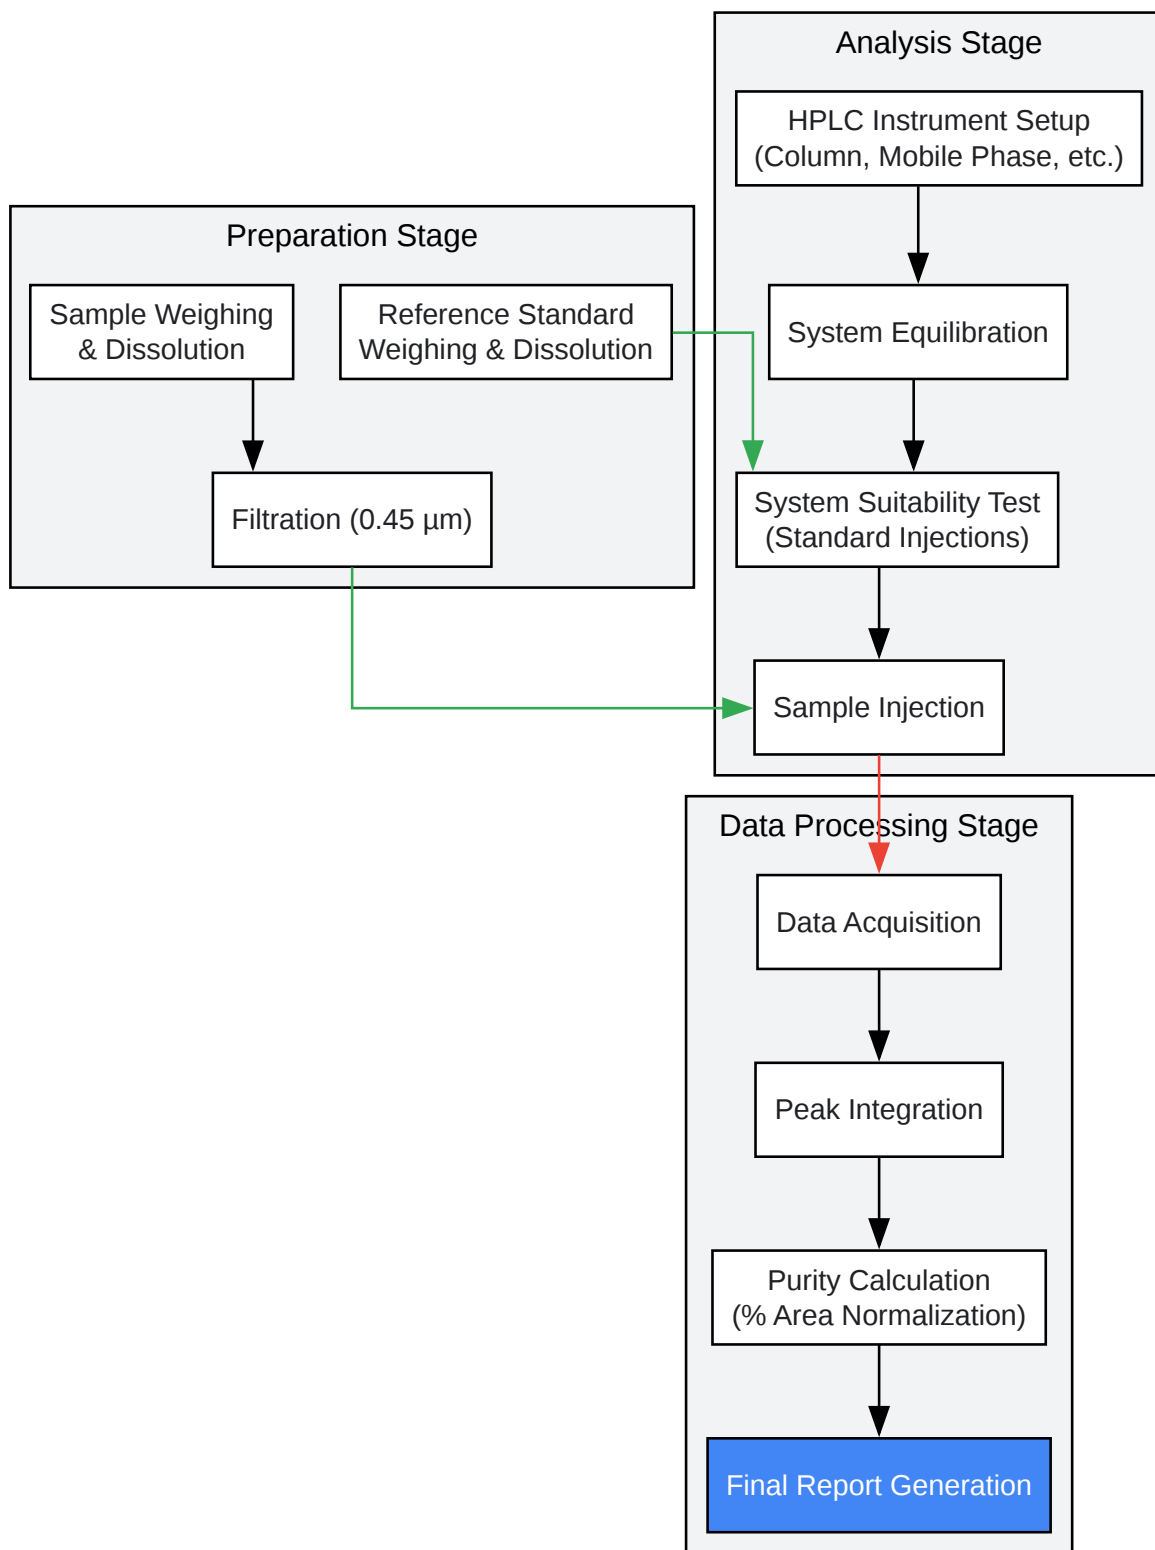 Analysis Stage
HPLC Instrument Setup
(Column, Mobile Phase, etc.)
Preparation Stage
Sample Weighing
& Dissolution
Reference Standard
Weighing & Dissolution
System Equilibration
Filtration (0.45 µm)
System Suitability Test
(Standard Injections)
Sample Injection
Data Processing Stage
Data Acquisition
Peak Integration
Purity Calculation
(% Area Normalization)
Final Report Generation